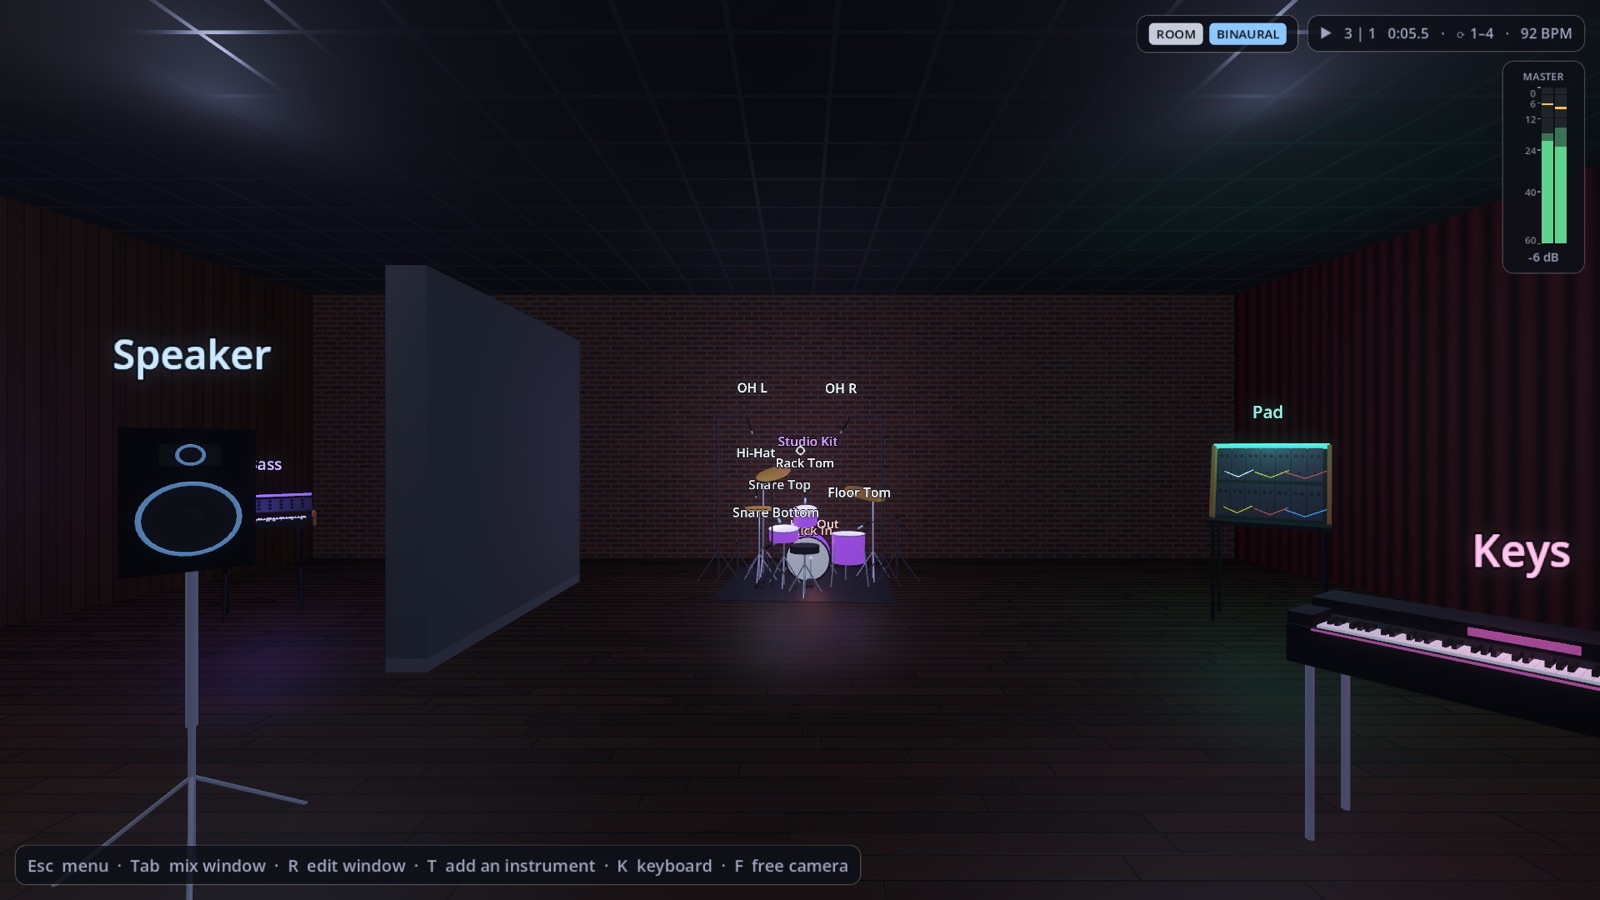 ROOM BINAURAL
3 | 1 0:05.5 · 1–4 · 92 BPM
MASTER
0
6
12
24
40
60
-6 dB
Speaker
OH L OH R
Pad
Studio Kit
Hi-Hat
Rack Tom
Snare Top
Floor Tom
Snare Bottom
Out
Keys
Esc menu · Tab mix window · R edit window · T add an instrument · K keyboard · F free camera